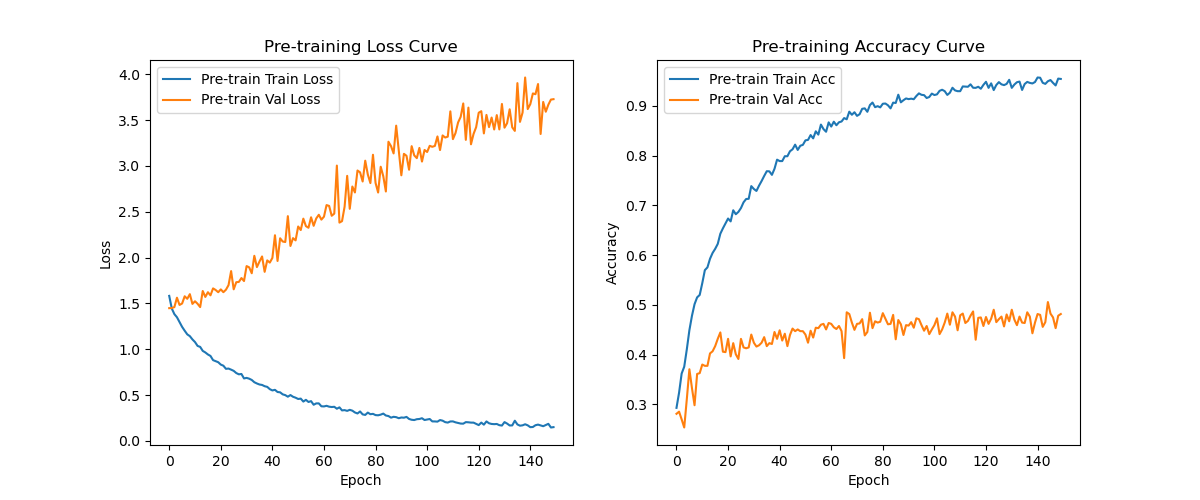 Pre-training Loss Curve
Pre-train Train Loss
Pre-train Val Loss
4.0
3.5
3.0
2.5
2.0
1.5
1.0
0.5
0.0
Loss
0 20 40 60 80 100 120 140
Epoch
Pre-training Accuracy Curve
Pre-train Train Acc
Pre-train Val Acc
0.9
0.8
0.7
0.6
0.5
0.4
0.3
Accuracy
0 20 40 60 80 100 120 140
Epoch